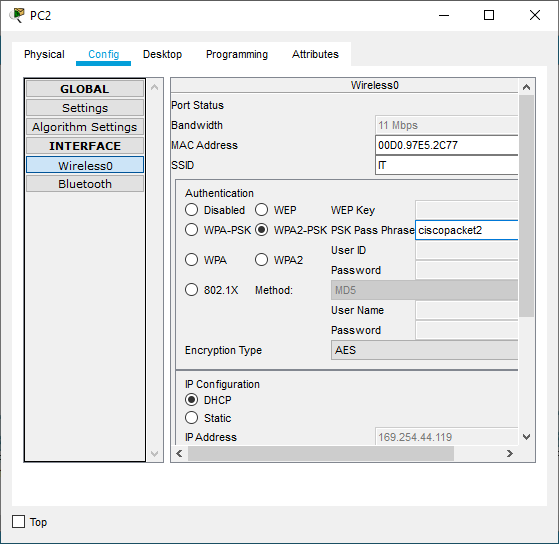 PC2
Physical Config Desktop Programming Attributes
GLOBAL
Settings
Algorithm Settings
INTERFACE
Wireless0
Bluetooth
Wireless0
Port Status
Bandwidth 11 Mbps
MAC Address 00D0.97E5.2C77
SSID IT
Authentication
Disabled WEP WEP Key
WPA-PSK WPA2-PSK PSK Pass Phrase ciscopacket2
User ID
WPA WPA2
Password
802.1X Method: MD5
User Name
Password
Encryption Type AES
IP Configuration
DHCP
Static
IP Address 169.254.44.119
Top